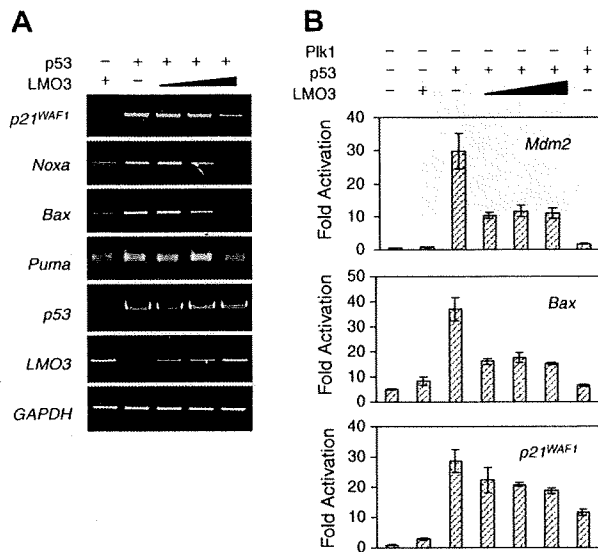 A
p53 – + + + +
LMO3 + –
p21WAF1
Noxa
Bax
Puma
p53
LMO3
GAPDH
B
Plk1 – – – – – – +
p53 – – + + + + +
LMO3 – + – –
Fold Activation
40
30
20
10
0
Mdm2
Fold Activation
50
40
30
20
10
0
Bax
Fold Activation
40
30
20
10
0
p21WAF1